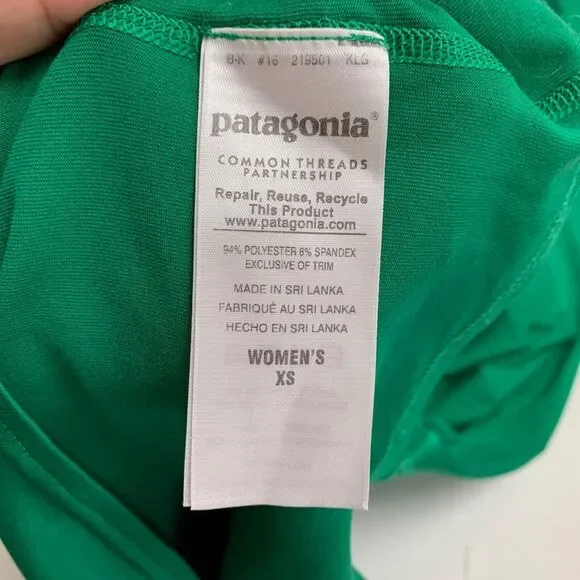 B-K #16 219501 KLG
patagonia®
COMMON THREADS
PARTNERSHIP
Repair, Reuse, Recycle
This Product
www.patagonia.com
94% POLYESTER 6% SPANDEX
EXCLUSIVE OF TRIM
MADE IN SRI LANKA
FABRIQUÉ AU SRI LANKA
HECHO EN SRI LANKA
WOMEN'S
XS